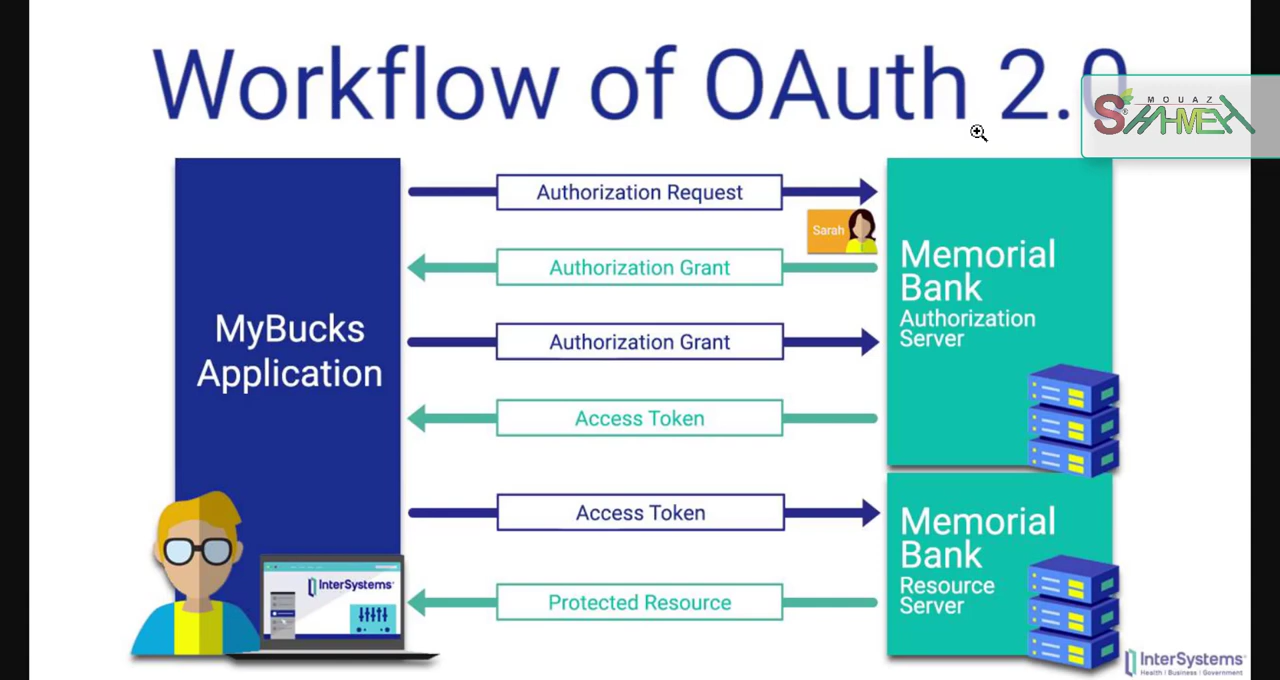 Workflow of OAuth 2.0
MOUAZ
SHAHMEH
Authorization Request
Sarah
Authorization Grant
Memorial
Bank
Authorization
Server
MyBucks
Application
Authorization Grant
Access Token
Access Token
Memorial
Bank
Resource
Server
InterSystems
Protected Resource
InterSystems
Health | Business | Government